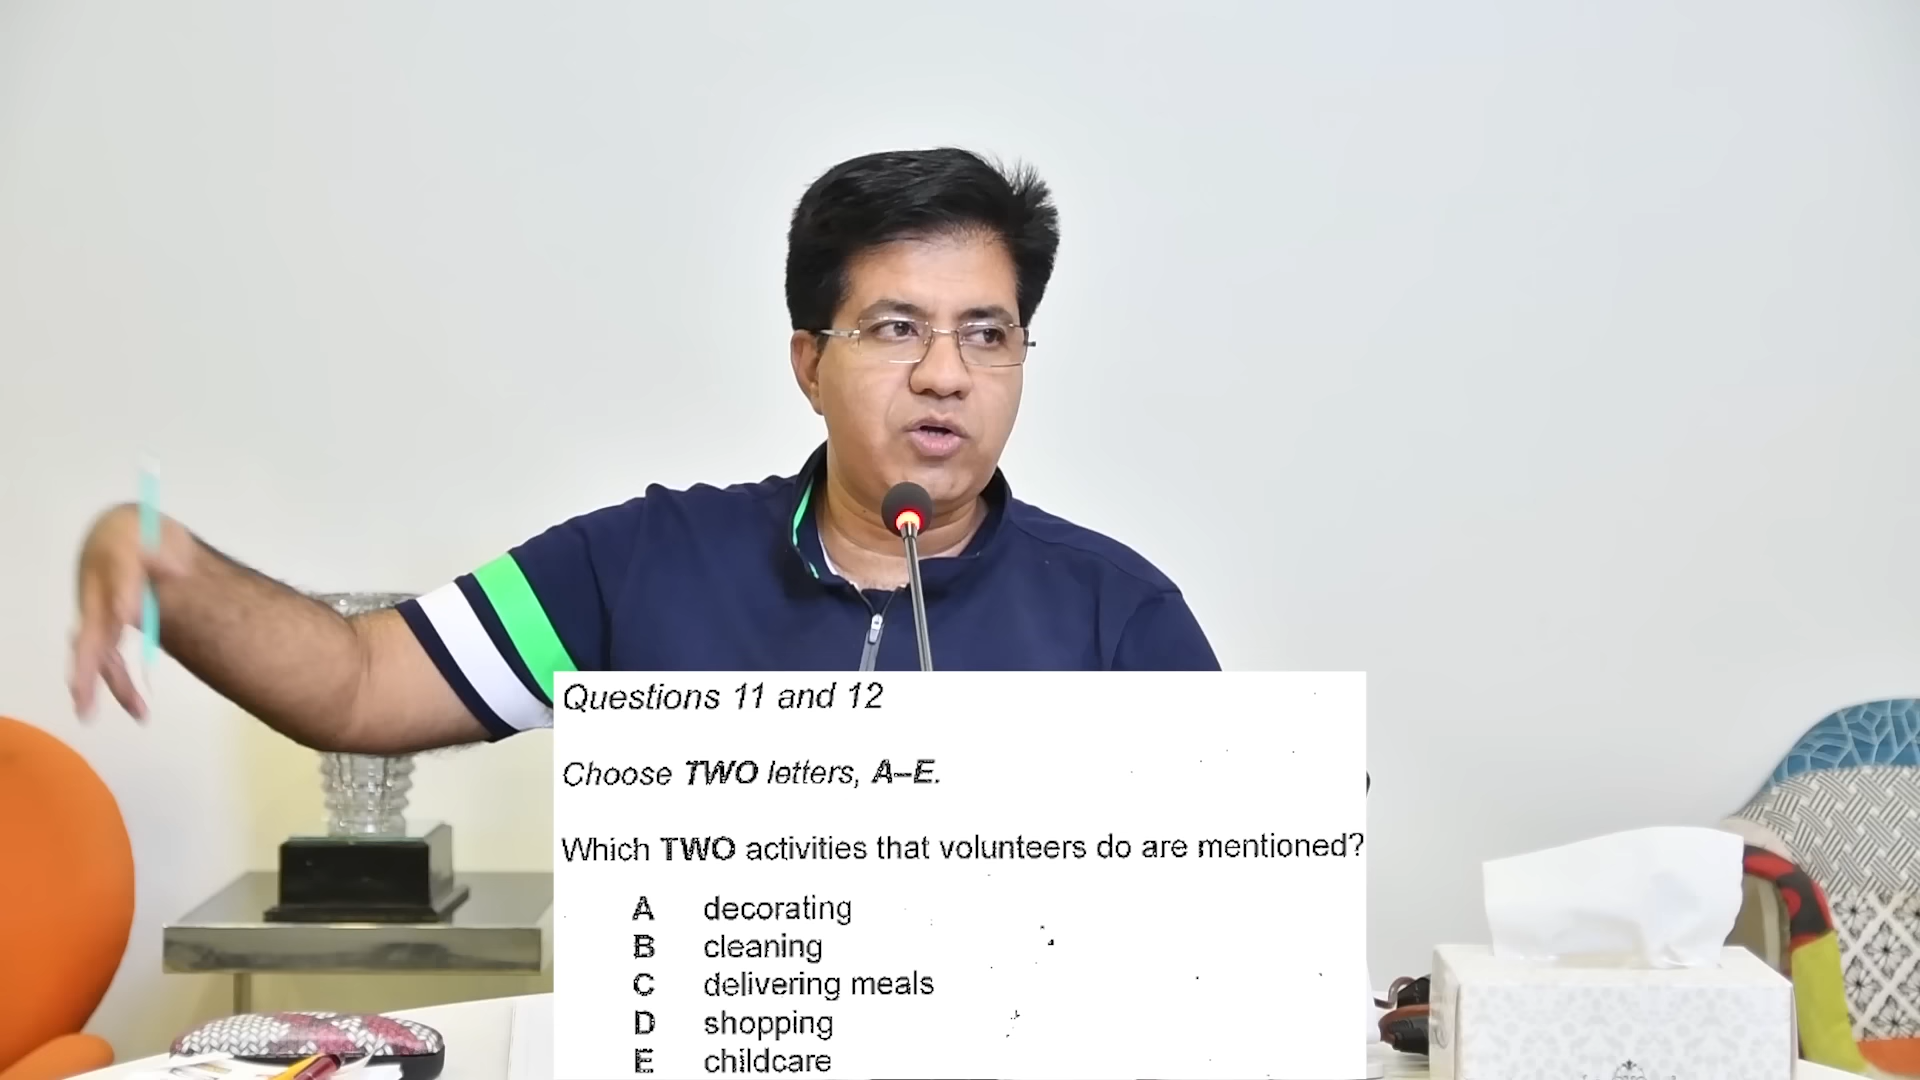 Questions 11 and 12
Choose TWO letters, A–E.
Which TWO activities that volunteers do are mentioned?
A decorating
B cleaning
C delivering meals
D shopping
E childcare